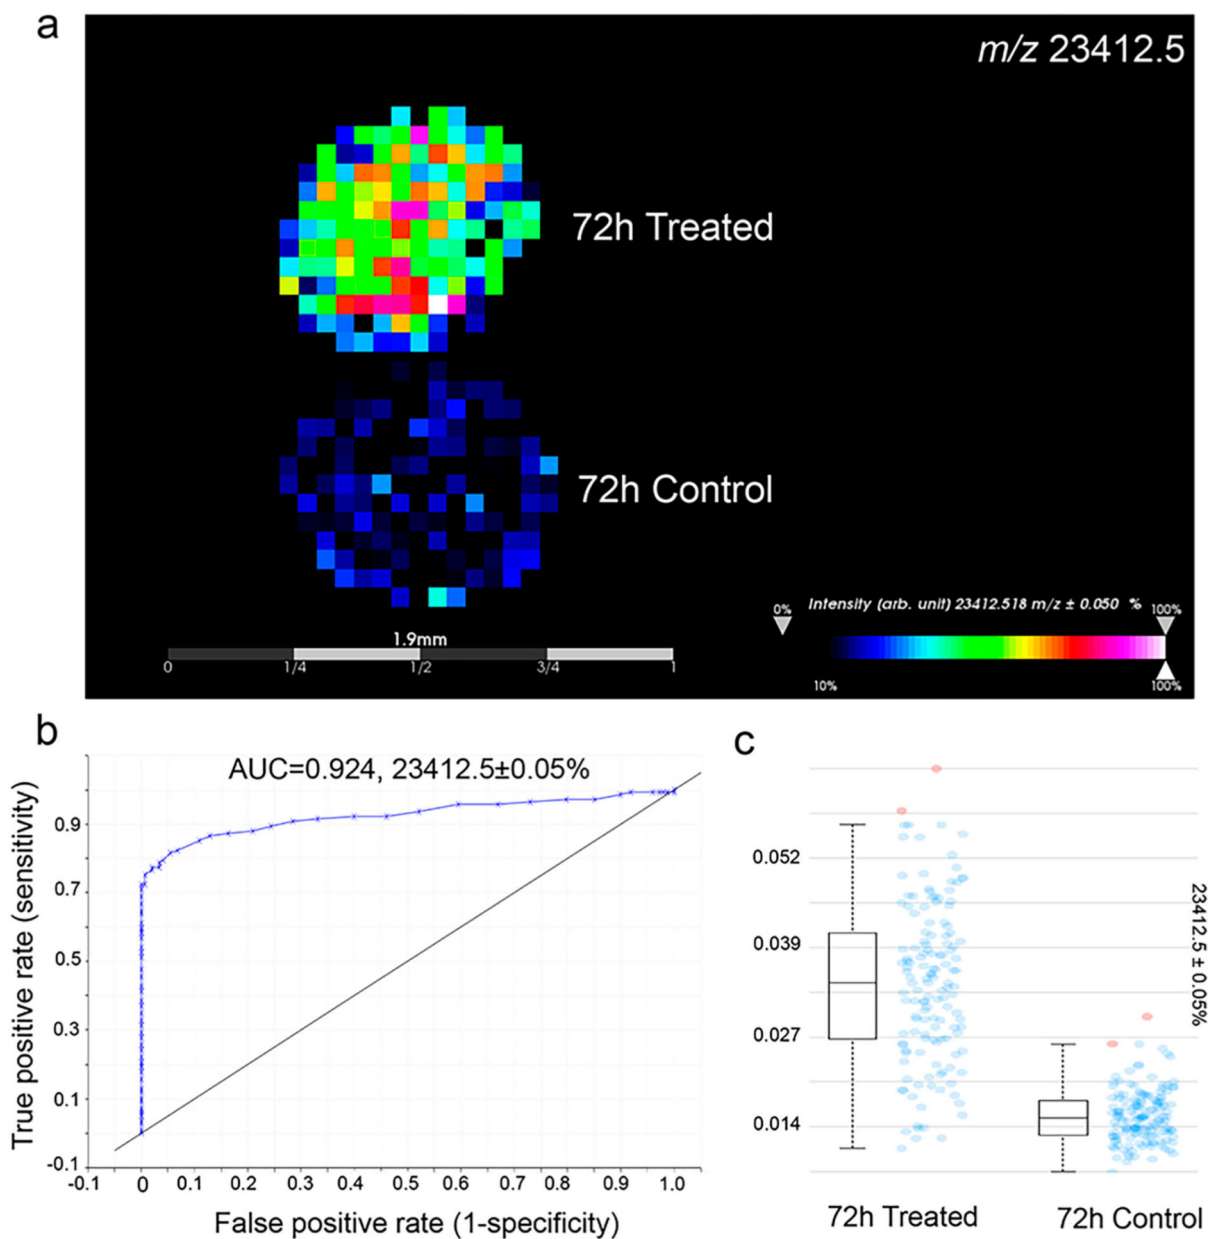 a
m/z 23412.5
72h Treated
72h Control
Intensity (arb. unit) 23412.518 m/z ± 0.050 %
0%
100%
10%
100%
1.9mm
0
1/4
1/2
3/4
1
b
AUC=0.924, 23412.5±0.05%
True positive rate (sensitivity)
0.9
0.7
0.5
0.3
0.1
-0.1
-0.1
0
0.1
0.2
0.3
0.4
0.5
0.6
0.7
0.8
0.9
1.0
False positive rate (1-specificity)
c
0.052
0.039
0.027
0.014
23412.5 ± 0.05%
72h Treated
72h Control